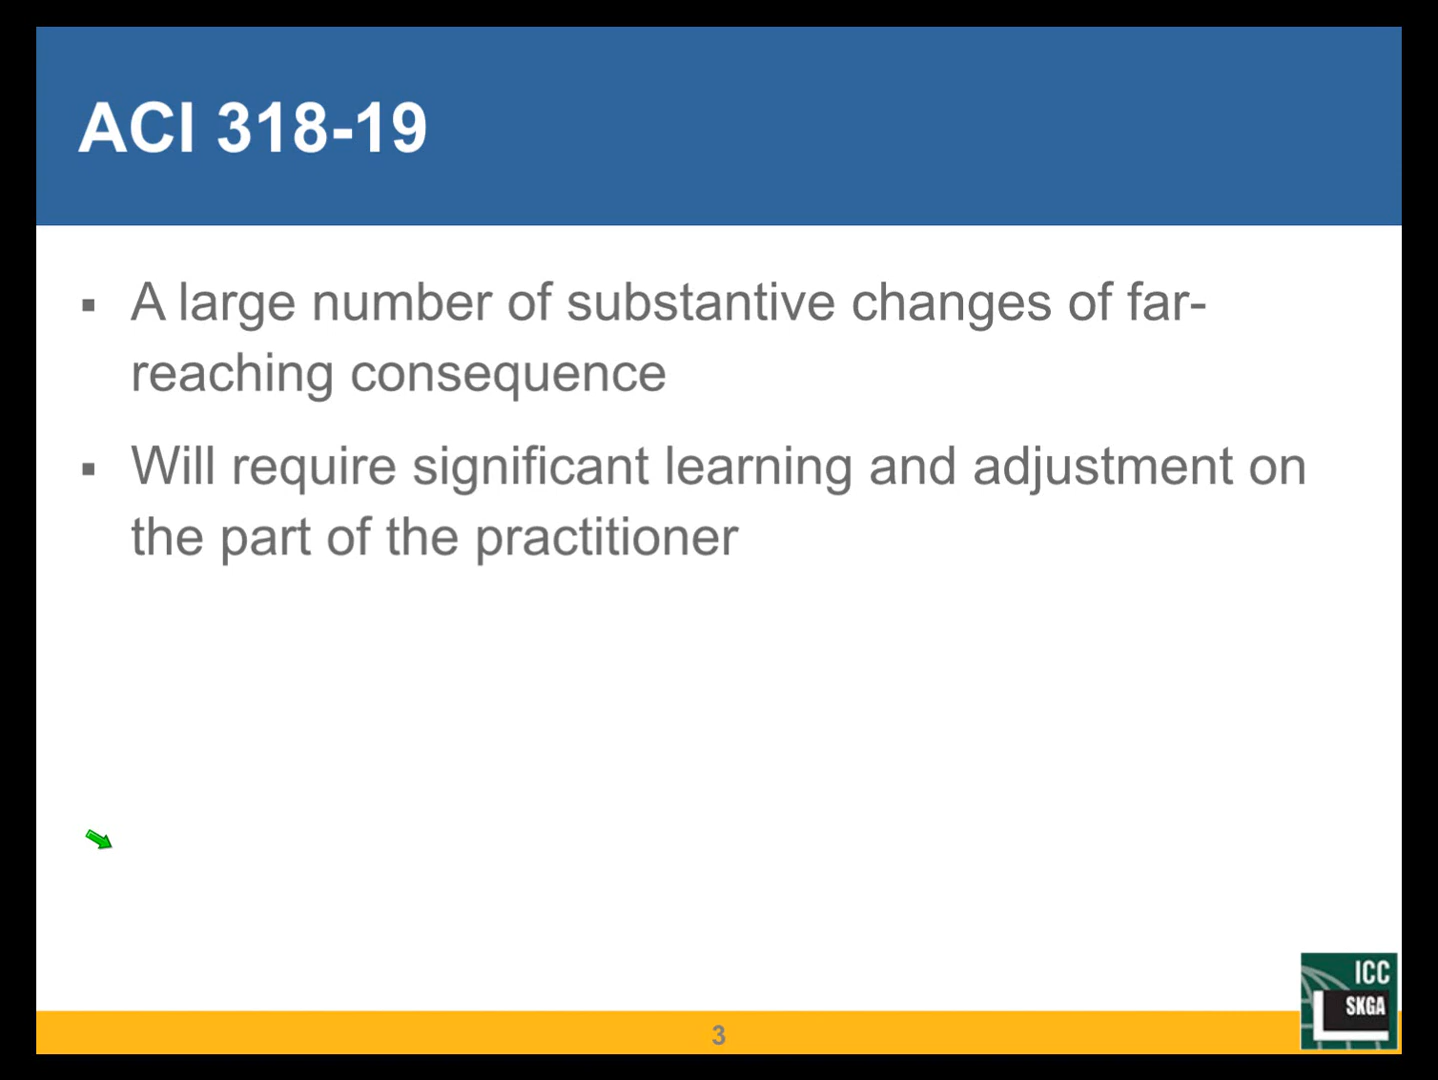 ACI 318-19
▪ A large number of substantive changes of far-
reaching consequence
▪ Will require significant learning and adjustment on
the part of the practitioner
ICC
SKGA
3